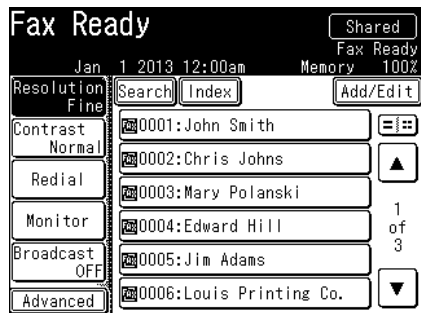 Fax Ready
Shared
Fax Ready
Jan 1 2013 12:00am Memory 100%
Resolution
Fine
Search Index Add/Edit
Contrast
Normal
0001:John Smith
0002:Chris Johns
Redial
0003:Mary Polanski
Monitor
0004:Edward Hill
1
of
3
Broadcast
OFF
0005:Jim Adams
Advanced
0006:Louis Printing Co.